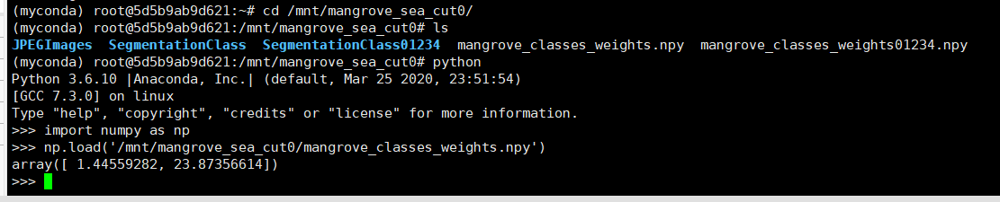 (myconda) root@5d5b9ab9d621:~# cd /mnt/mangrove_sea_cut0/
(myconda) root@5d5b9ab9d621:/mnt/mangrove_sea_cut0# ls
JPEGImages  SegmentationClass  SegmentationClass01234  mangrove_classes_weights.npy  mangrove_classes_weights01234.npy
(myconda) root@5d5b9ab9d621:/mnt/mangrove_sea_cut0# python
Python 3.6.10 |Anaconda, Inc.| (default, Mar 25 2020, 23:51:54)
[GCC 7.3.0] on linux
Type "help", "copyright", "credits" or "license" for more information.
>>> import numpy as np
>>> np.load('/mnt/mangrove_sea_cut0/mangrove_classes_weights.npy')
array([ 1.44559282, 23.87356614])
>>>